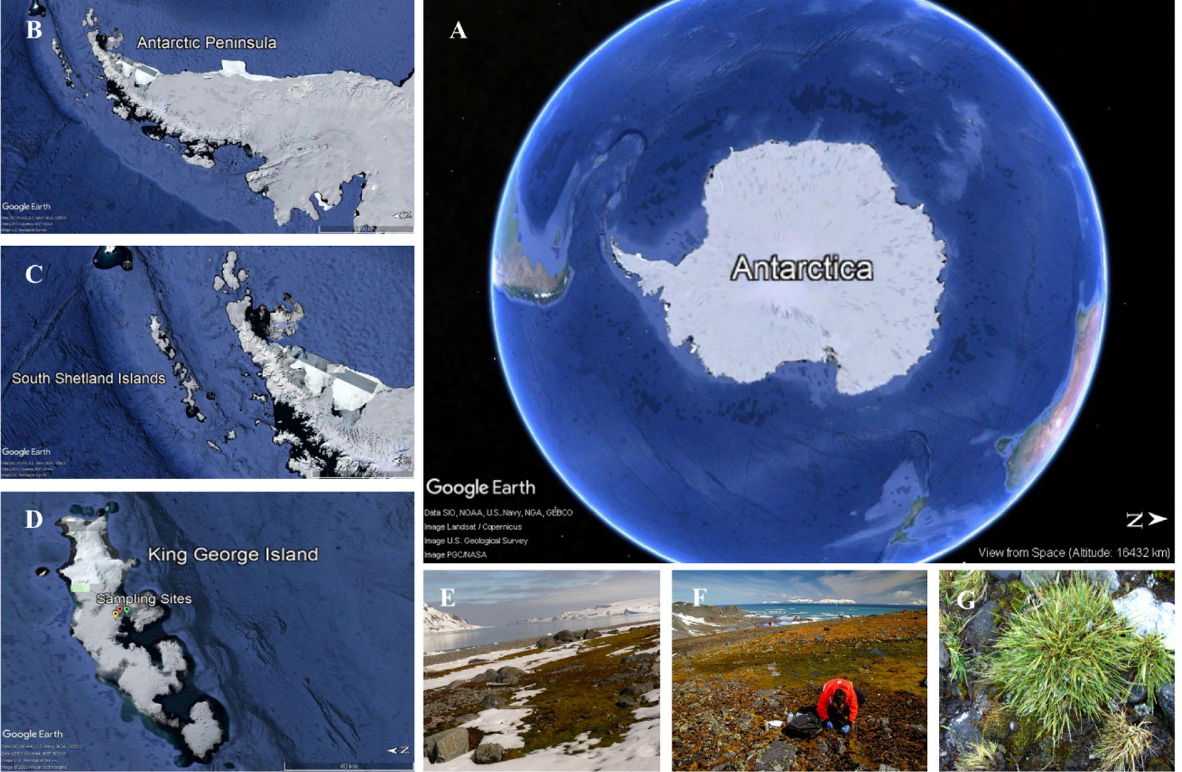 B
Antarctic Peninsula
Google Earth
N
C
South Shetland Islands
Google Earth
D
King George Island
Sampling Sites
Google Earth
N
40 km
A
Antarctica
Google Earth
Data SIO, NOAA, U.S. Navy, NGA, GEBCO
Image Landsat / Copernicus
Image U.S. Geological Survey
Image PGC/NASA
N
View from Space (Altitude: 16432 km)
E
F
G